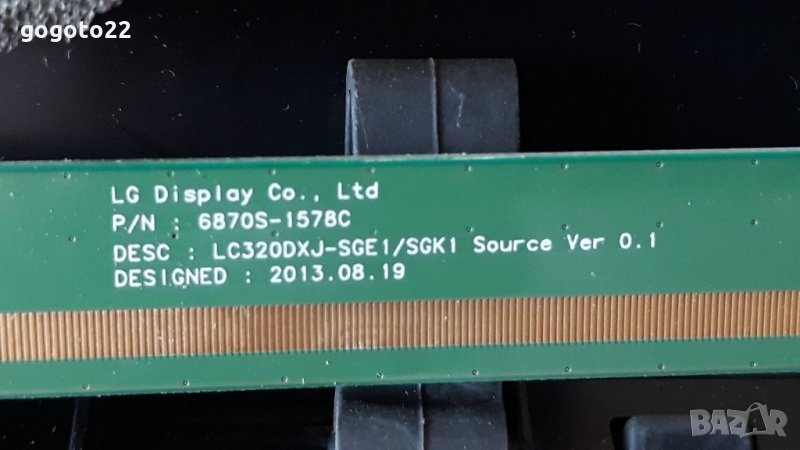 gogoto22
LG Display Co., Ltd
P/N : 6870S-1578C
DESC : LC320DXJ-SGE1/SGK1 Source Ver 0.1
DESIGNED : 2013.08.19
BAZAR